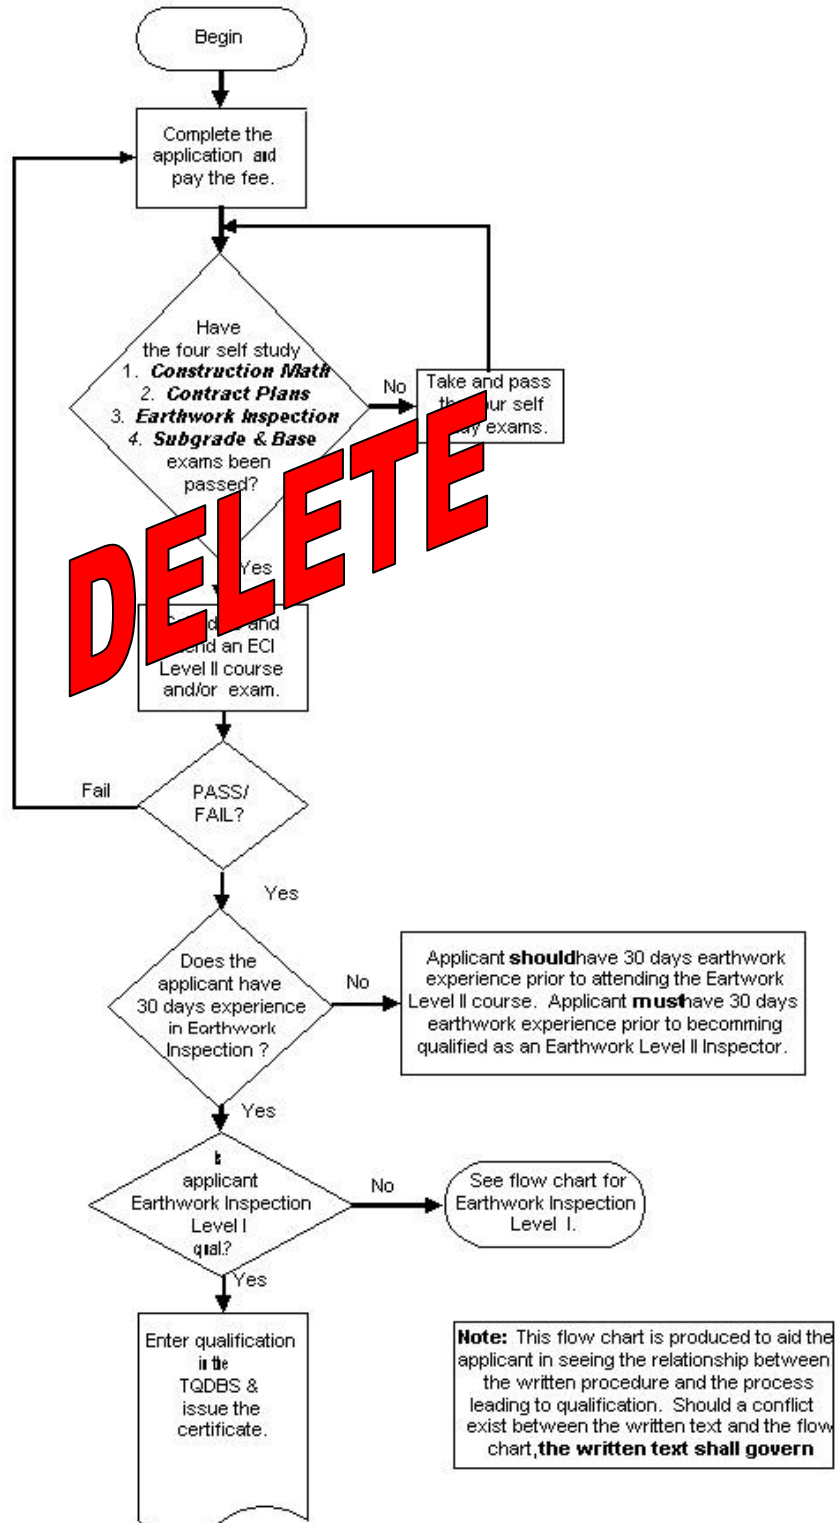 Begin
Complete the
application and
pay the fee.
Have
the four self study
1. Construction Math
2. Contract Plans
3. Earthwork Inspection
4. Subgrade & Base
exams been
passed?
No
Take and pass
four self
exams.
DELETE
Yes
and
an ECI
Level II course
and/or exam.
PASS/
FAIL?
Fail
Yes
Does the
applicant have
30 days experience
in Earthwork
Inspection ?
No
Applicant should have 30 days earthwork
experience prior to attending the Eartwork
Level II course. Applicant must have 30 days
earthwork experience prior to becomming
qualified as an Earthwork Level II Inspector.
Yes
Is
applicant
Earthwork Inspection
Level I
qual.?
No
See flow chart for
Earthwork Inspection
Level I.
Yes
Enter qualification
in the
TQDBS &
issue the
certificate.
Note: This flow chart is produced to aid the
applicant in seeing the relationship between
the written procedure and the process
leading to qualification. Should a conflict
exist between the written text and the flow
chart, the written text shall govern